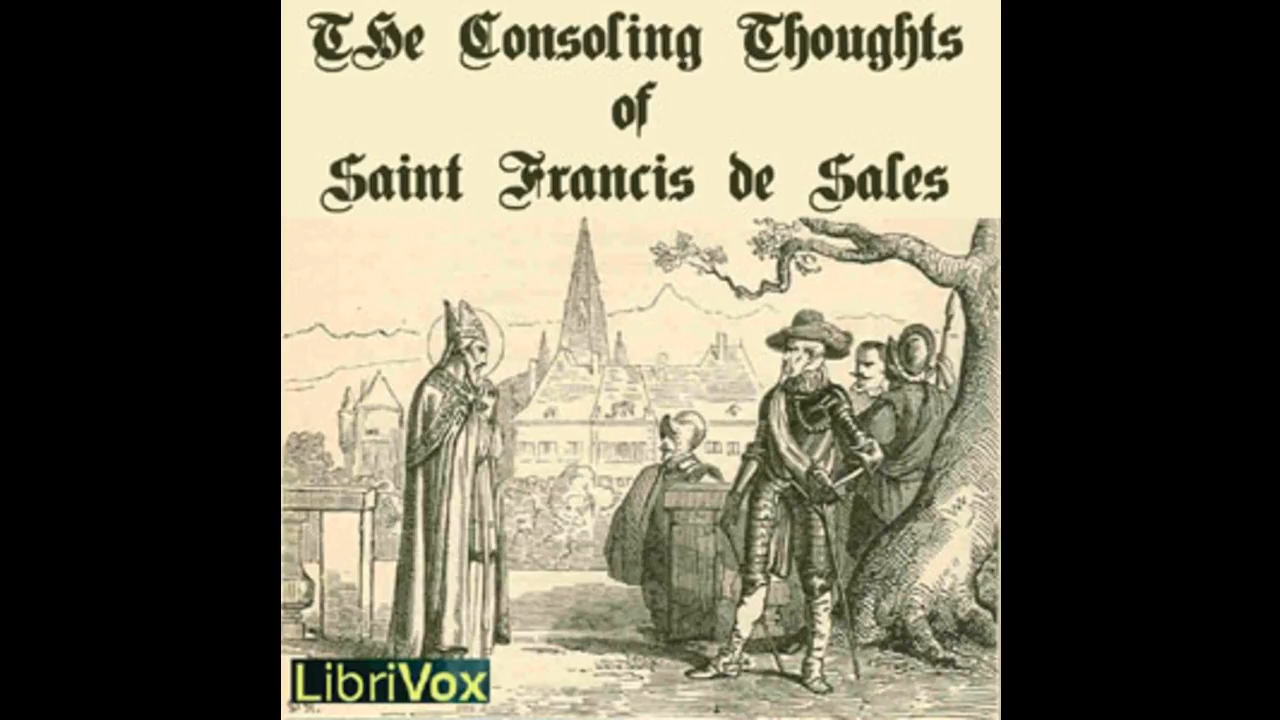 THe Consoling Thoughts
of
Saint Francis de Sales
LibriVox